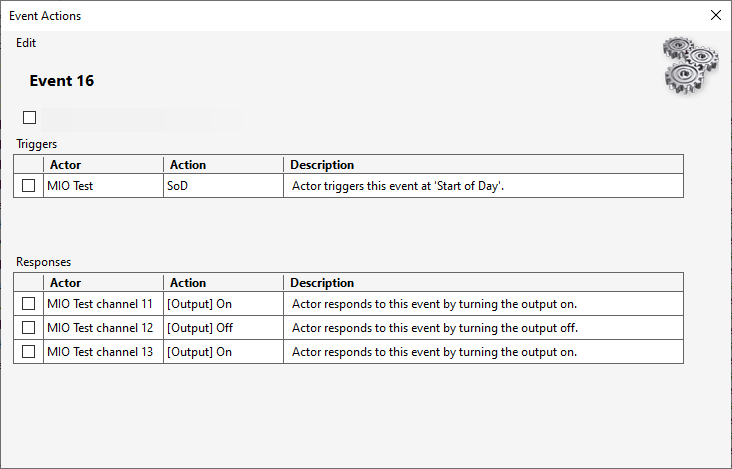 Event Actions
Edit
Event 16
Triggers
Actor Action Description
MIO Test SoD Actor triggers this event at 'Start of Day'.
Responses
Actor Action Description
MIO Test channel 11 [Output] On Actor responds to this event by turning the output on.
MIO Test channel 12 [Output] Off Actor responds to this event by turning the output off.
MIO Test channel 13 [Output] On Actor responds to this event by turning the output on.